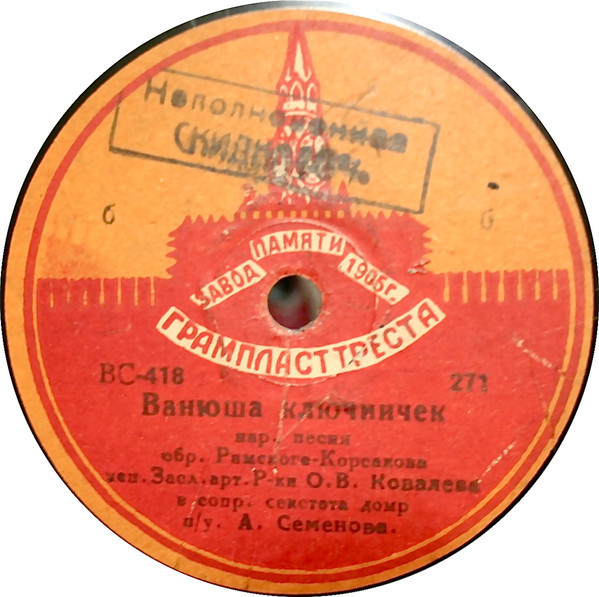 Неполноценная
СКИДКА
б б
ЗАВОД ПАМЯТИ 1905 г.
ГРАМПЛАСТТРЕСТА
ВС-418 271
Ванюша ключничек
нар. песня
обр. Римского-Корсакова
исп. Засл. арт. Р-ки О. В. Ковалева
в сопр. секстета домр
п/у. А. Семенова.